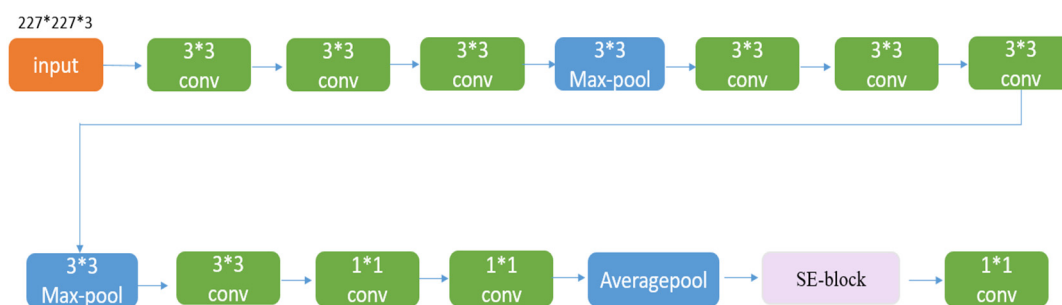 227*227*3
input
3*3
conv
3*3
conv
3*3
conv
3*3
Max-pool
3*3
conv
3*3
conv
3*3
conv
3*3
Max-pool
3*3
conv
1*1
conv
1*1
conv
Averagepool
SE-block
1*1
conv